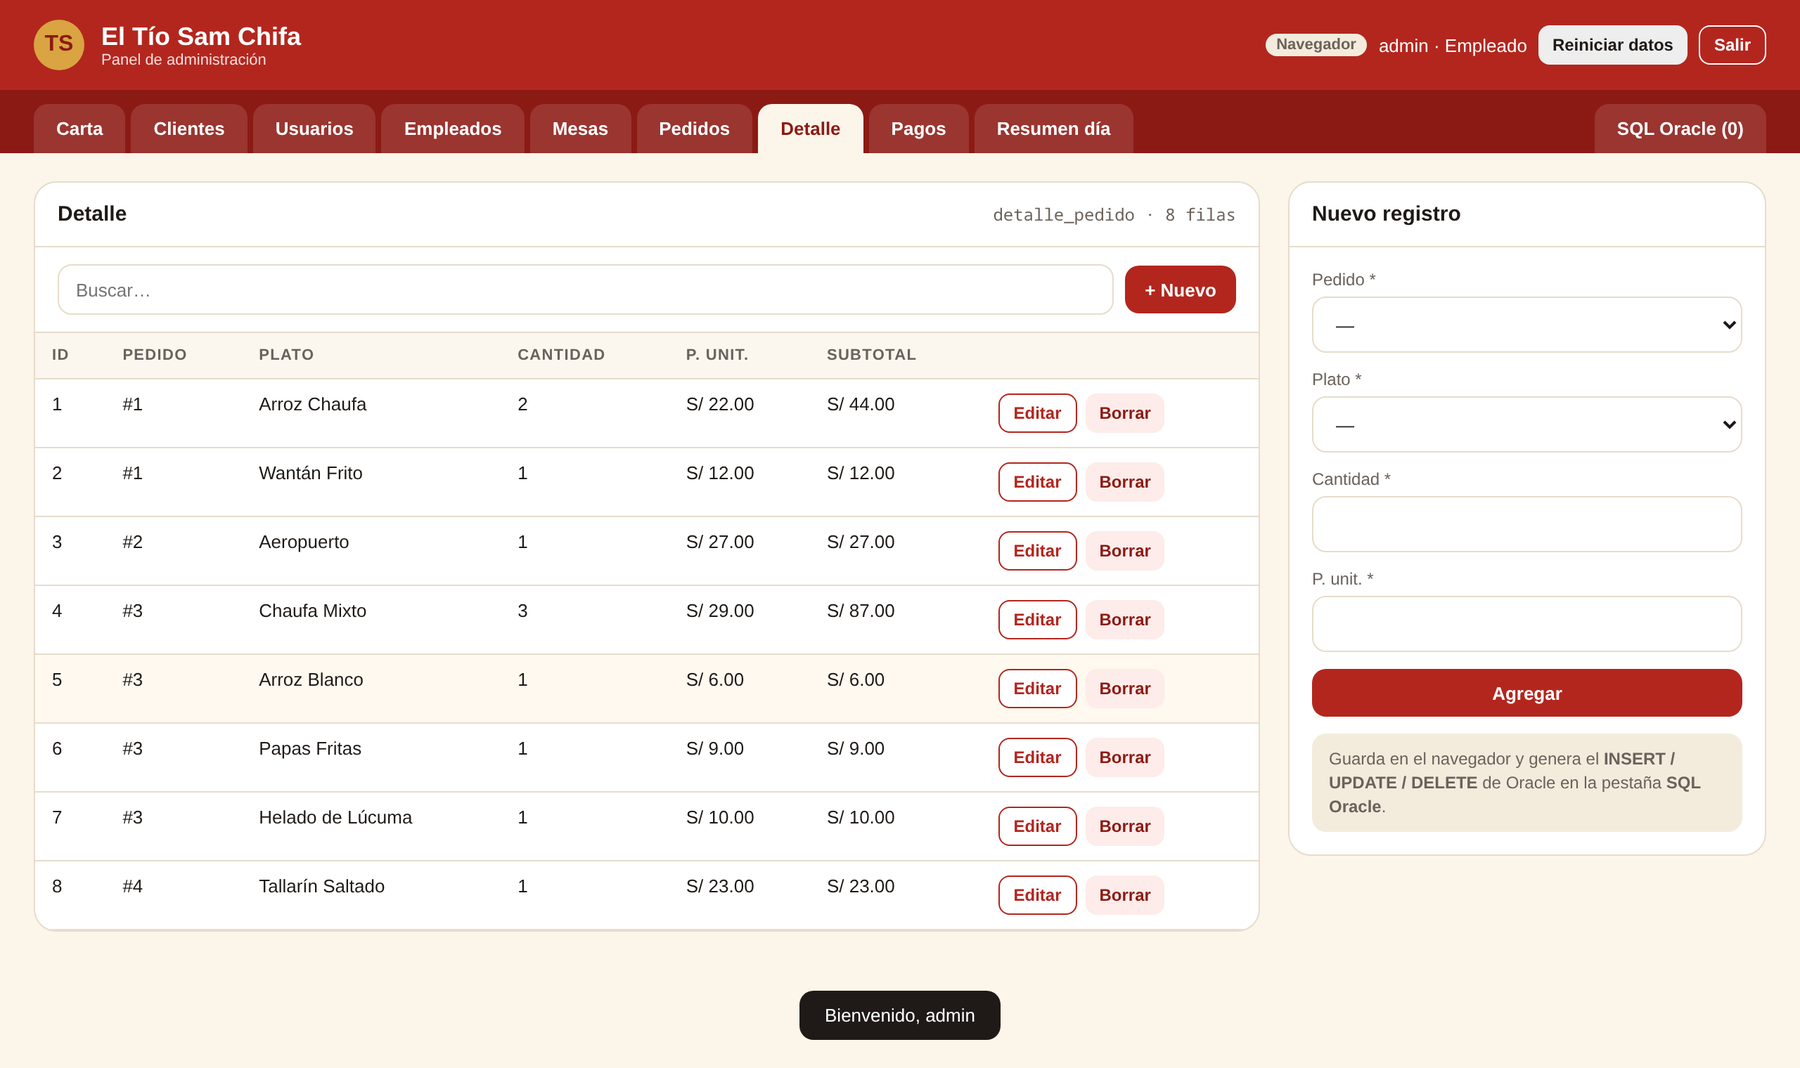 TS
El Tío Sam Chifa
Panel de administración
Navegador
admin · Empleado
Reiniciar datos
Salir
Carta
Clientes
Usuarios
Empleados
Mesas
Pedidos
Detalle
Pagos
Resumen día
SQL Oracle (0)
Detalle
detalle_pedido · 8 filas
Buscar…
+ Nuevo
ID PEDIDO PLATO CANTIDAD P. UNIT. SUBTOTAL
1 #1 Arroz Chaufa 2 S/ 22.00 S/ 44.00 Editar Borrar
2 #1 Wantán Frito 1 S/ 12.00 S/ 12.00 Editar Borrar
3 #2 Aeropuerto 1 S/ 27.00 S/ 27.00 Editar Borrar
4 #3 Chaufa Mixto 3 S/ 29.00 S/ 87.00 Editar Borrar
5 #3 Arroz Blanco 1 S/ 6.00 S/ 6.00 Editar Borrar
6 #3 Papas Fritas 1 S/ 9.00 S/ 9.00 Editar Borrar
7 #3 Helado de Lúcuma 1 S/ 10.00 S/ 10.00 Editar Borrar
8 #4 Tallarín Saltado 1 S/ 23.00 S/ 23.00 Editar Borrar
Nuevo registro
Pedido *
—
Plato *
—
Cantidad *
P. unit. *
Agregar
Guarda en el navegador y genera el INSERT /
UPDATE / DELETE de Oracle en la pestaña SQL
Oracle.
Bienvenido, admin